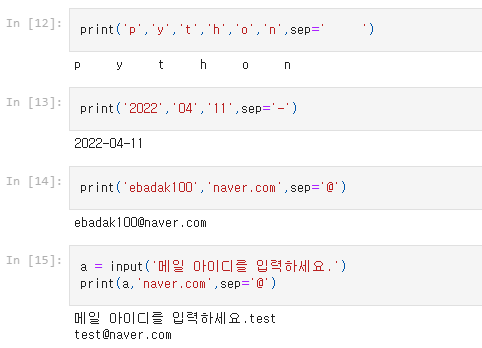 In [12]:
print('p','y','t','h','o','n',sep='     ')
p     y     t     h     o     n
In [13]:
print('2022','04','11',sep='-')
2022-04-11
In [14]:
print('ebadak100','naver.com',sep='@')
ebadak100@naver.com
In [15]:
a = input('메일 아이디를 입력하세요.')
print(a,'naver.com',sep='@')
메일 아이디를 입력하세요.test
test@naver.com